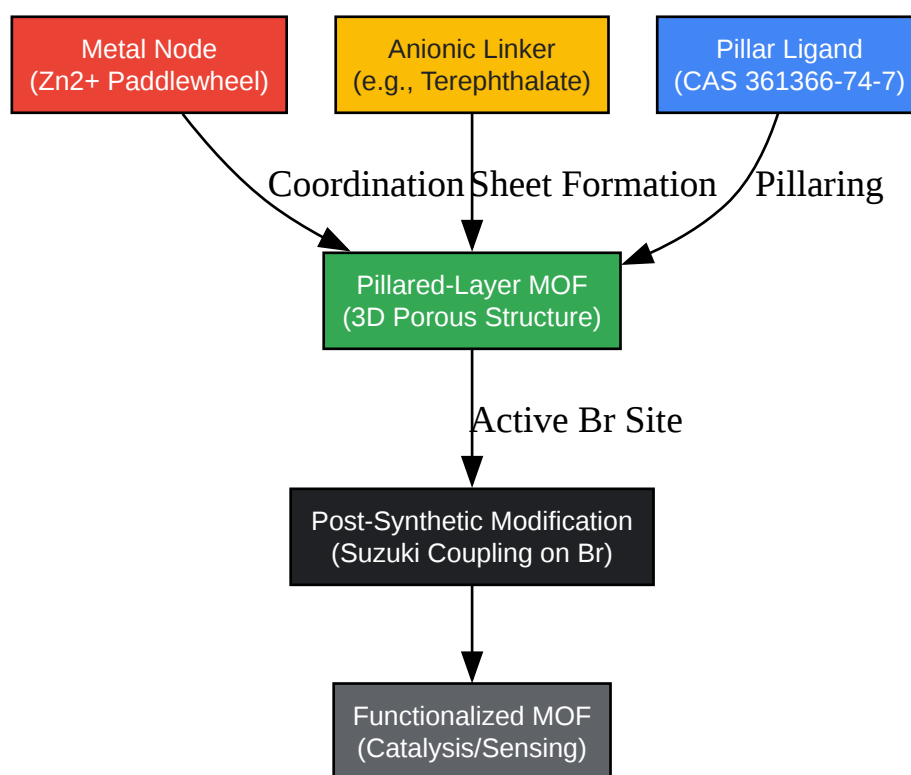 Metal Node
(Zn2+ Paddlewheel)
Anionic Linker
(e.g., Terephthalate)
Pillar Ligand
(CAS 361366-74-7)
Coordination
Sheet Formation
Pillaring
Pillared-Layer MOF
(3D Porous Structure)
Active Br Site
Post-Synthetic Modification
(Suzuki Coupling on Br)
Functionalized MOF
(Catalysis/Sensing)